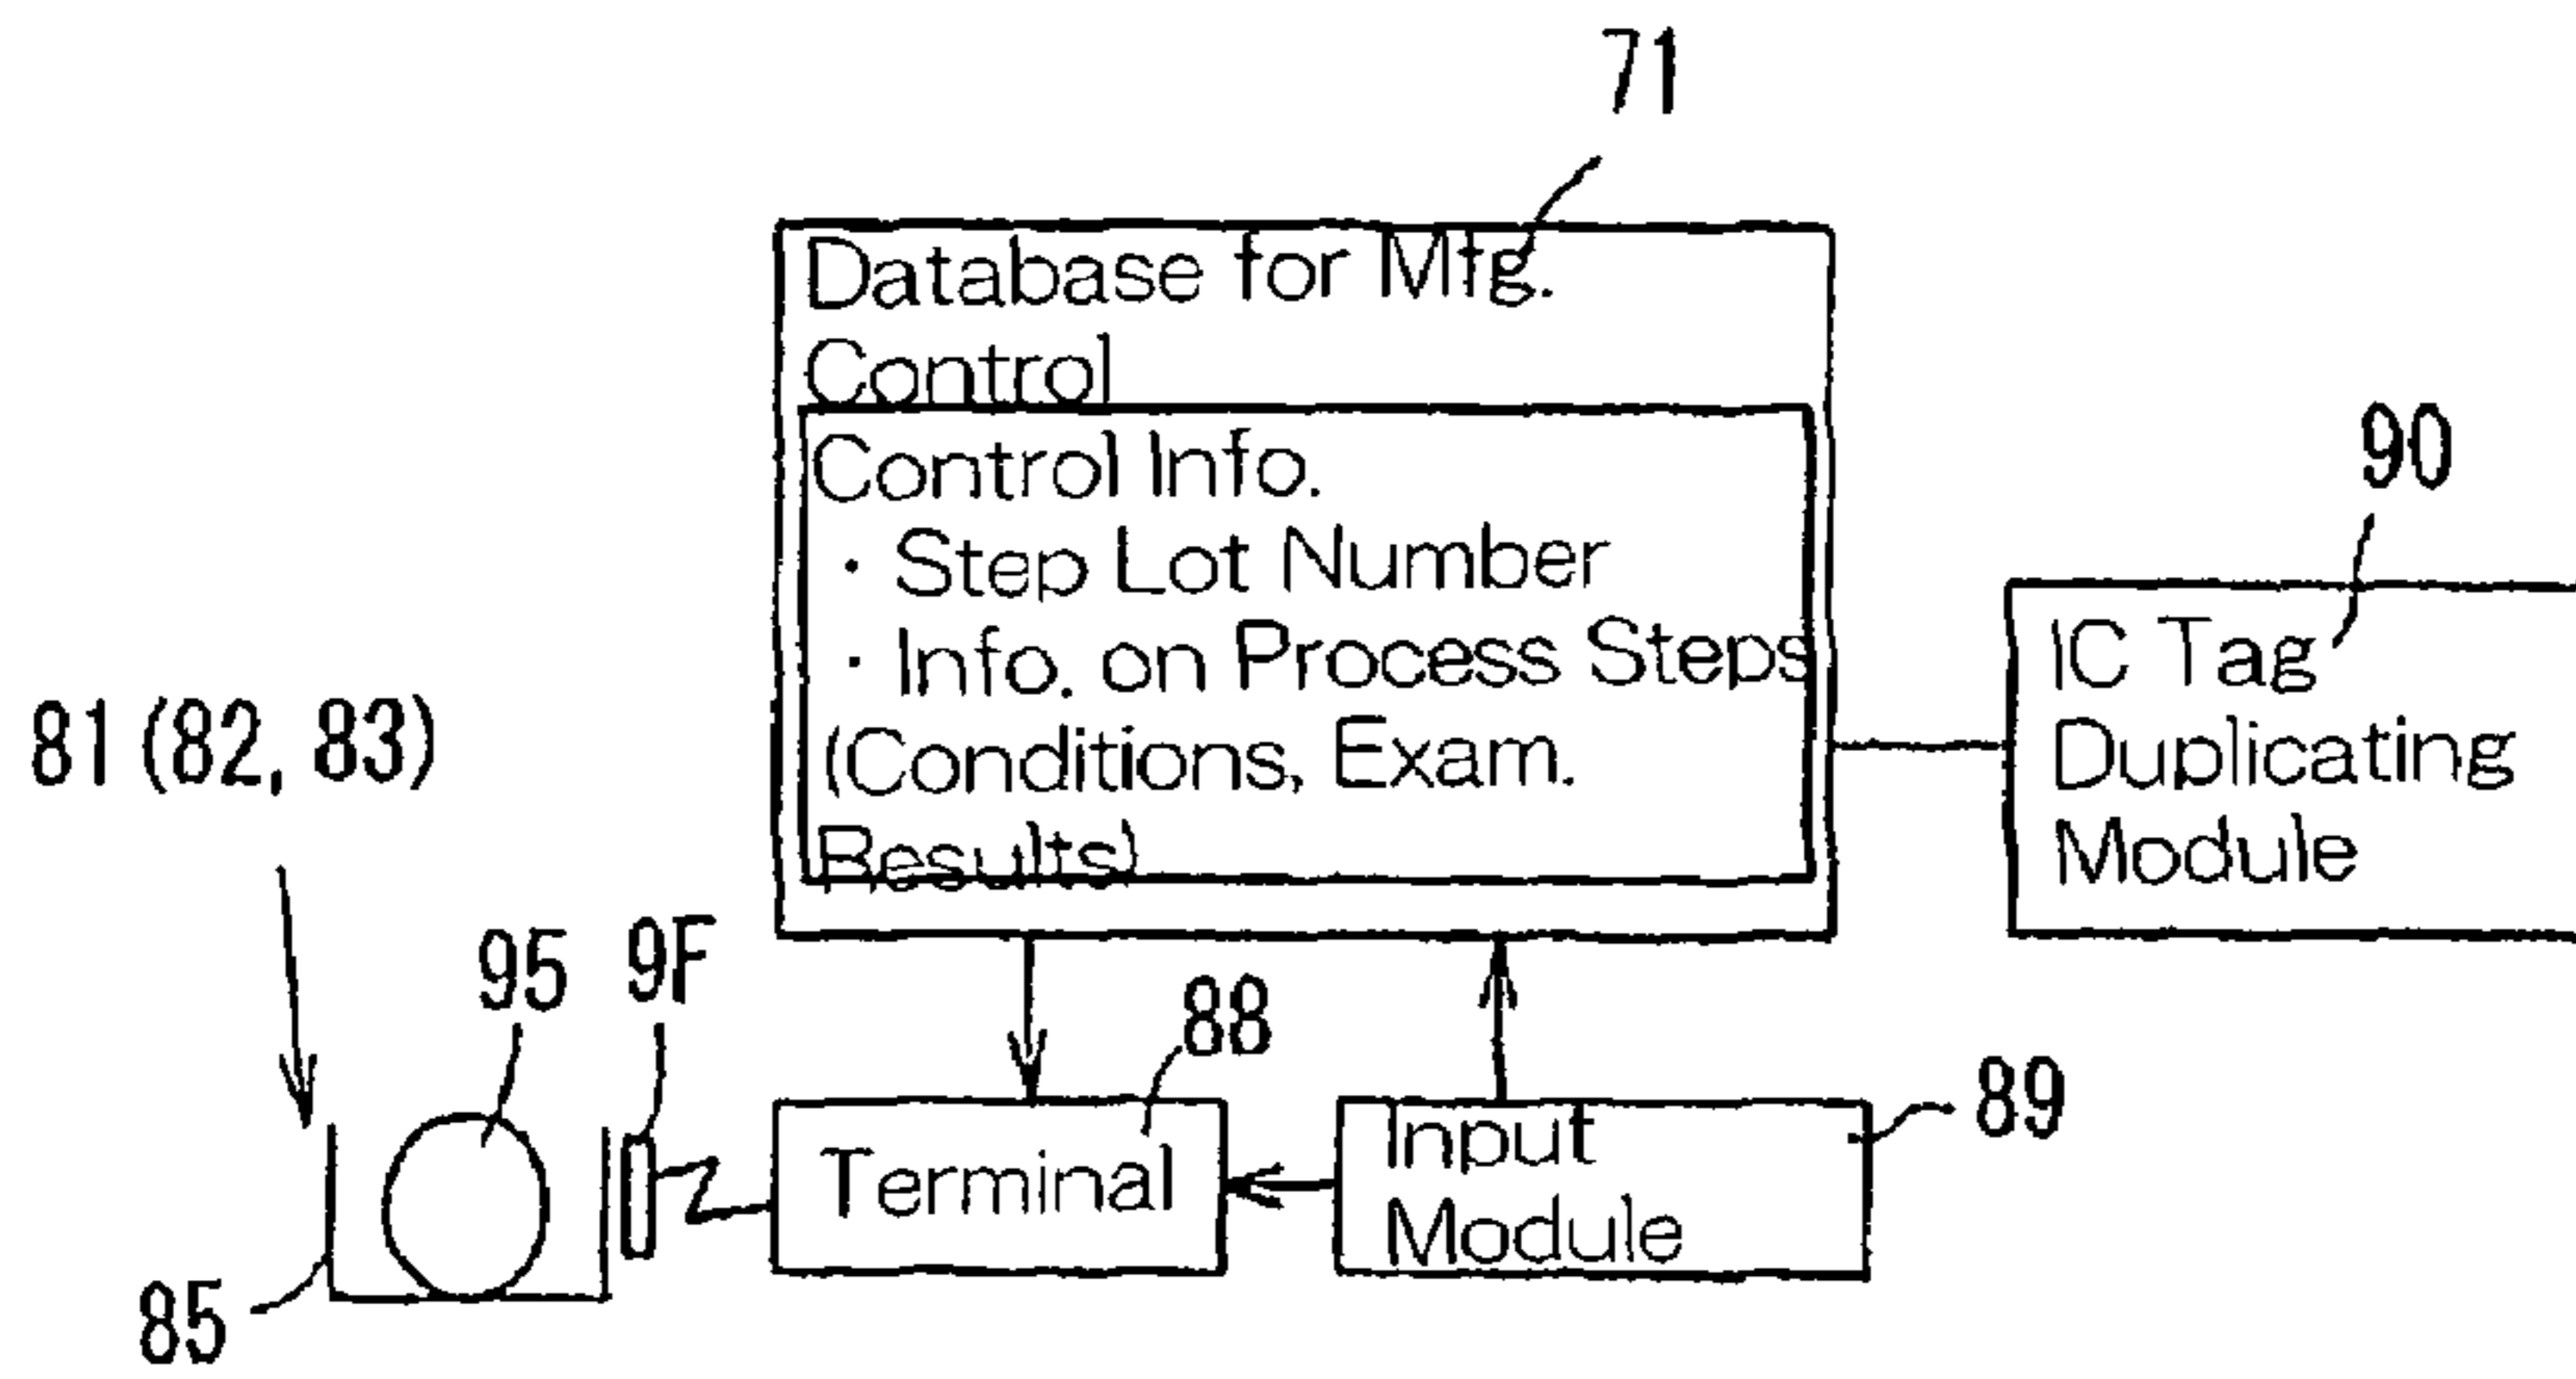 71
Database for Mfg.
Control
Control Info.
· Step Lot Number
· Info. on Process Steps
(Conditions, Exam.
Results)
90
IC Tag
Duplicating
Module
81 (82, 83)
95
9F
88
Terminal
Input
Module
89
85